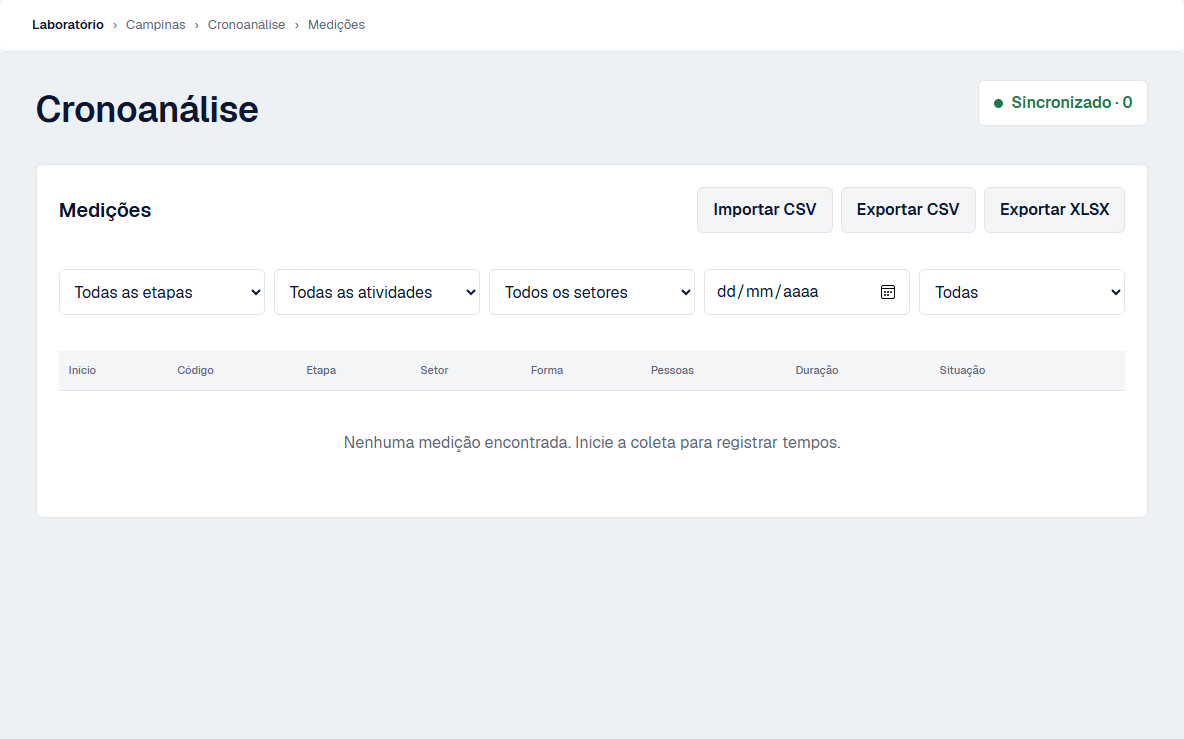 Laboratório › Campinas › Cronoanálise › Medições
Cronoanálise
Sincronizado · 0
Medições
Importar CSV Exportar CSV Exportar XLSX
Todas as etapas Todas as atividades Todos os setores dd/mm/aaaa Todas
Início Código Etapa Setor Forma Pessoas Duração Situação
Nenhuma medição encontrada. Inicie a coleta para registrar tempos.